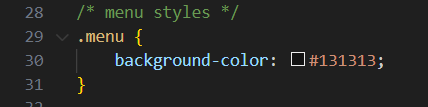 28 /* menu styles */
29 .menu {
30 background-color: #131313;
31 }